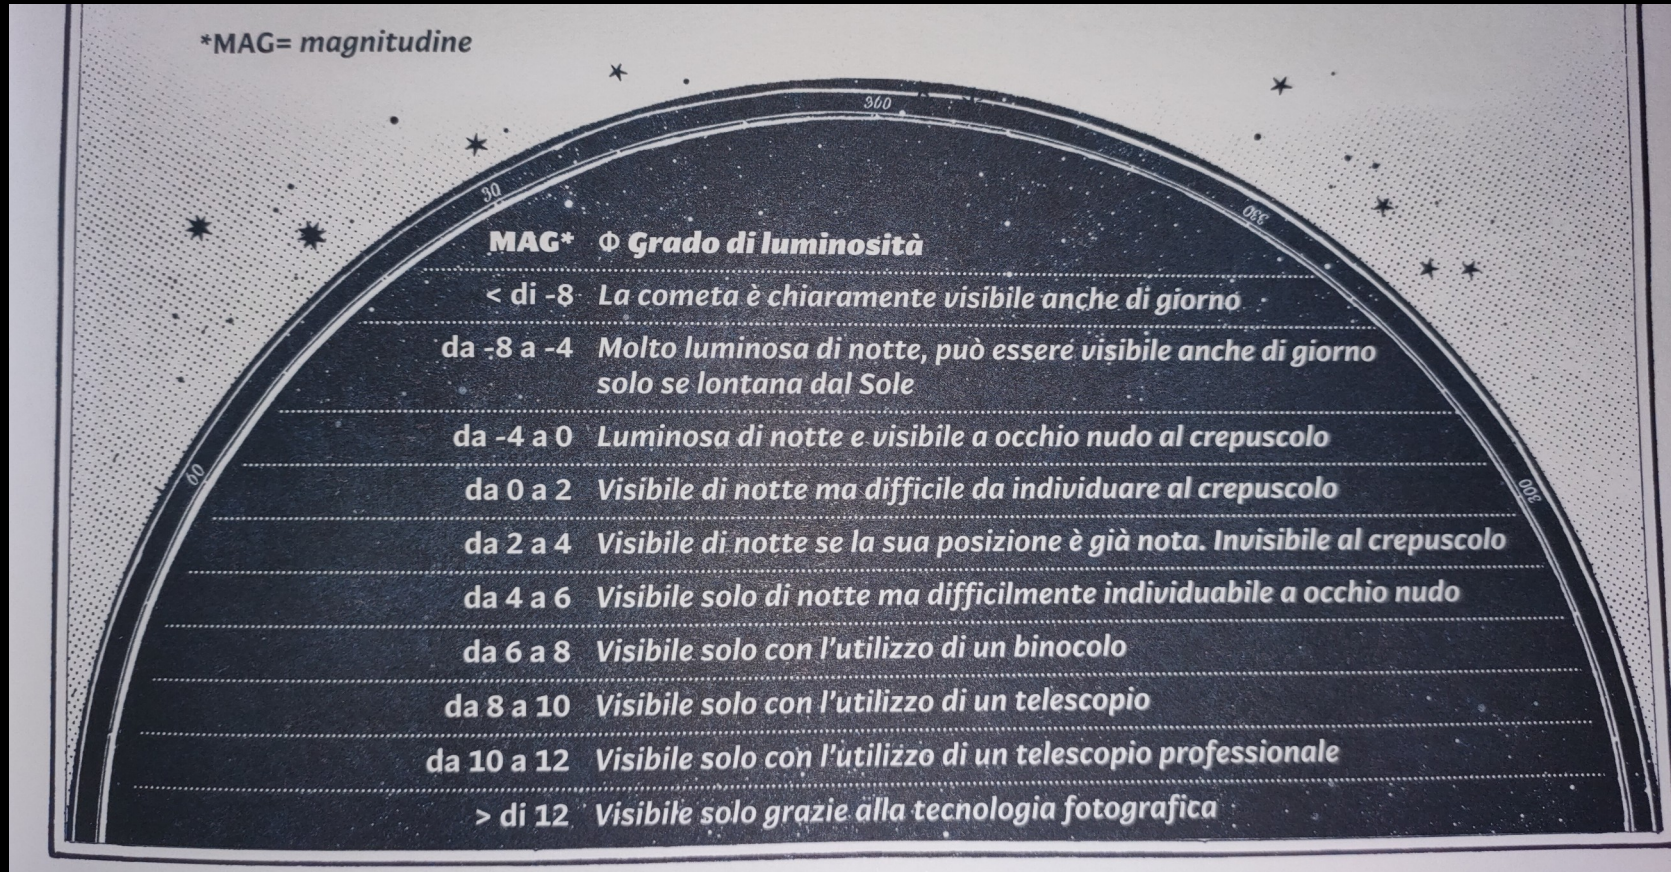 *MAG= magnitudine
360
30
330
MAG* Φ Grado di luminosità
< di -8 La cometa è chiaramente visibile anche di giorno
da -8 a -4 Molto luminosa di notte, può essere visibile anche di giorno
solo se lontana dal Sole
da -4 a 0 Luminosa di notte e visibile a occhio nudo al crepuscolo
60
da 0 a 2 Visibile di notte ma difficile da individuare al crepuscolo
300
da 2 a 4 Visibile di notte se la sua posizione è già nota. Invisibile al crepuscolo
da 4 a 6 Visibile solo di notte ma difficilmente individuabile a occhio nudo
da 6 a 8 Visibile solo con l'utilizzo di un binocolo
da 8 a 10 Visibile solo con l'utilizzo di un telescopio
da 10 a 12 Visibile solo con l'utilizzo di un telescopio professionale
> di 12 Visibile solo grazie alla tecnologia fotografica